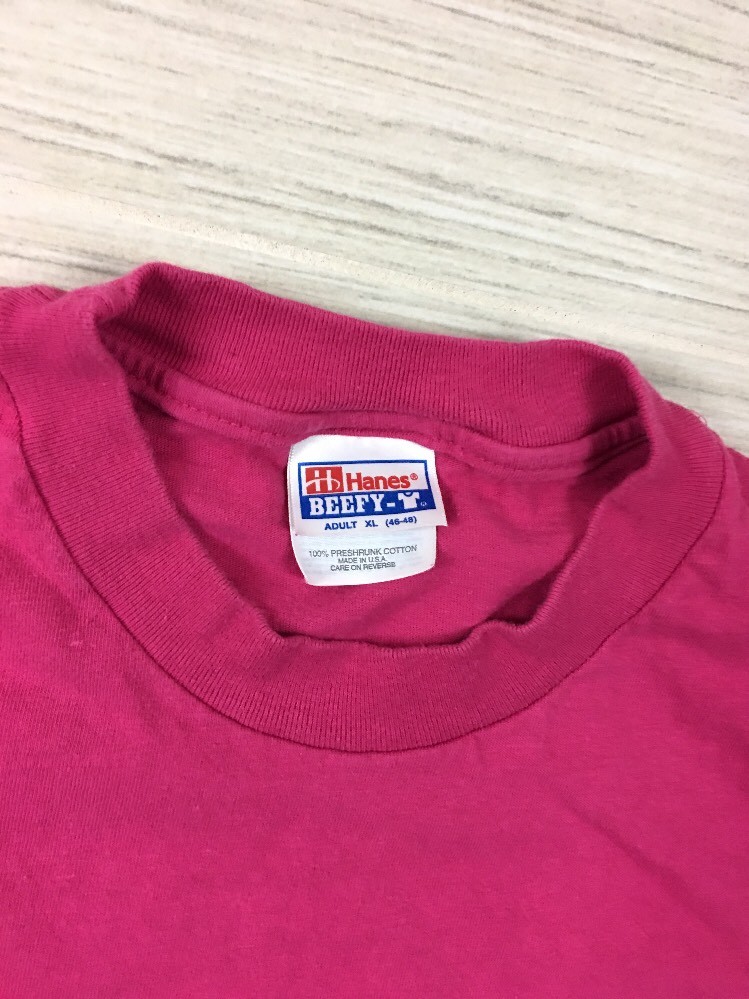 Hanes®
BEEFY-T
ADULT XL (46-48)
100% PRESHRUNK COTTON
MADE IN U.S.A.
CARE ON REVERSE